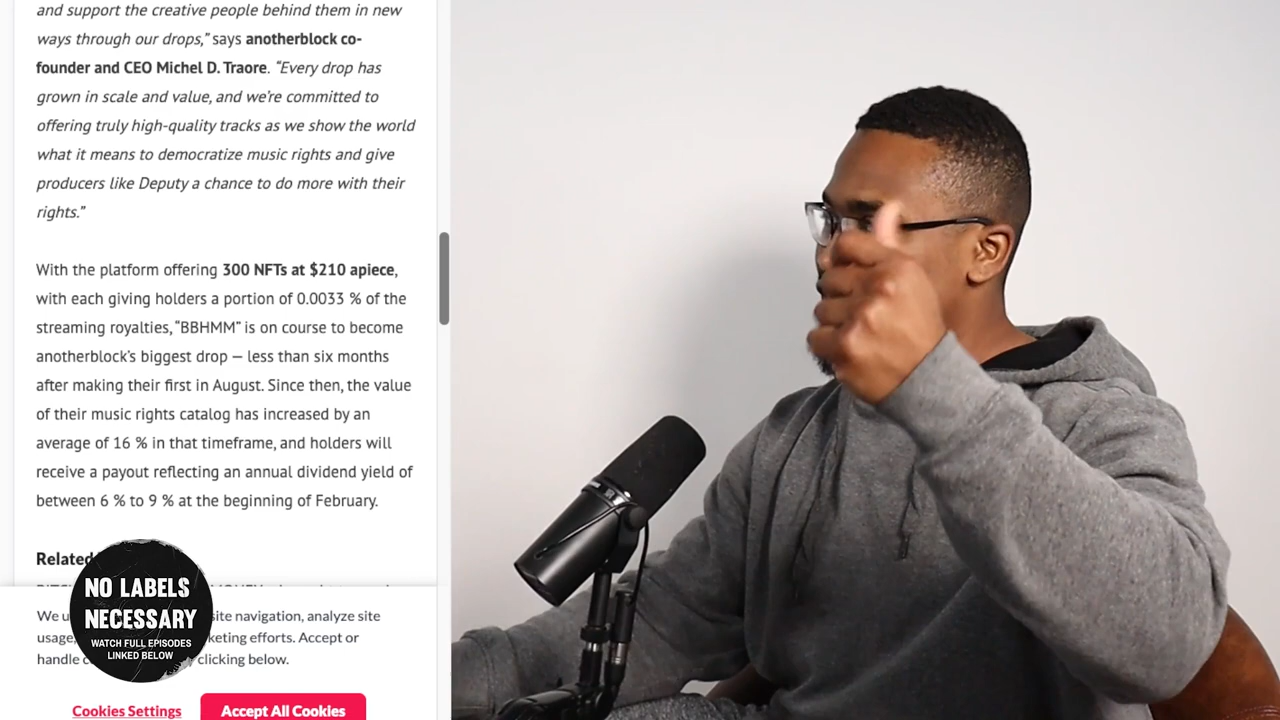 and support the creative people behind them in new
ways through our drops,” says anotherblock co-
founder and CEO Michel D. Traore. “Every drop has
grown in scale and value, and we’re committed to
offering truly high-quality tracks as we show the world
what it means to democratize music rights and give
producers like Deputy a chance to do more with their
rights.”
With the platform offering 300 NFTs at $210 apiece,
with each giving holders a portion of 0.0033 % of the
streaming royalties, “BBHMM” is on course to become
anotherblock’s biggest drop — less than six months
after making their first in August. Since then, the value
of their music rights catalog has increased by an
average of 16 % in that timeframe, and holders will
receive a payout reflecting an annual dividend yield of
between 6 % to 9 % at the beginning of February.
Related
We u site navigation, analyze site
usage, keting efforts. Accept or
handle clicking below.
NO LABELS
NECESSARY
WATCH FULL EPISODES
LINKED BELOW
Cookies Settings
Accept All Cookies